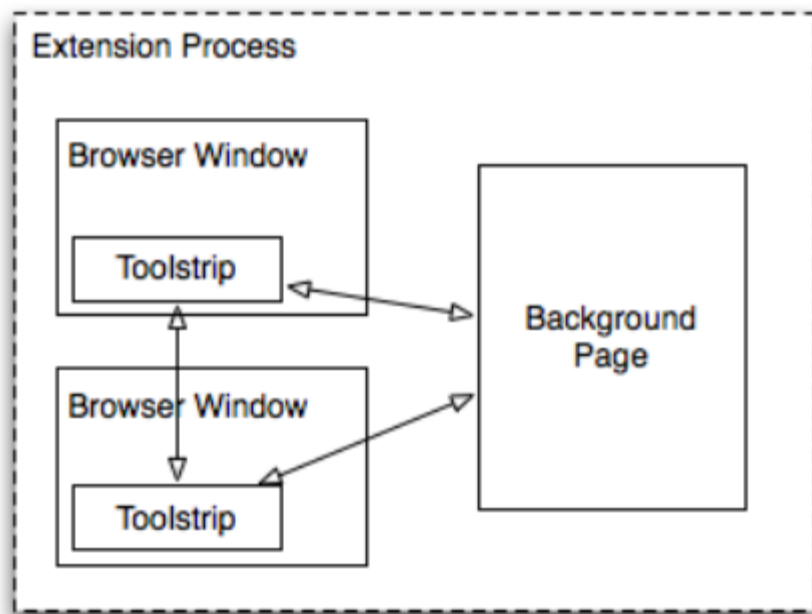 Extension Process
Browser Window
Toolstrip
Background
Page
Browser Window
Toolstrip